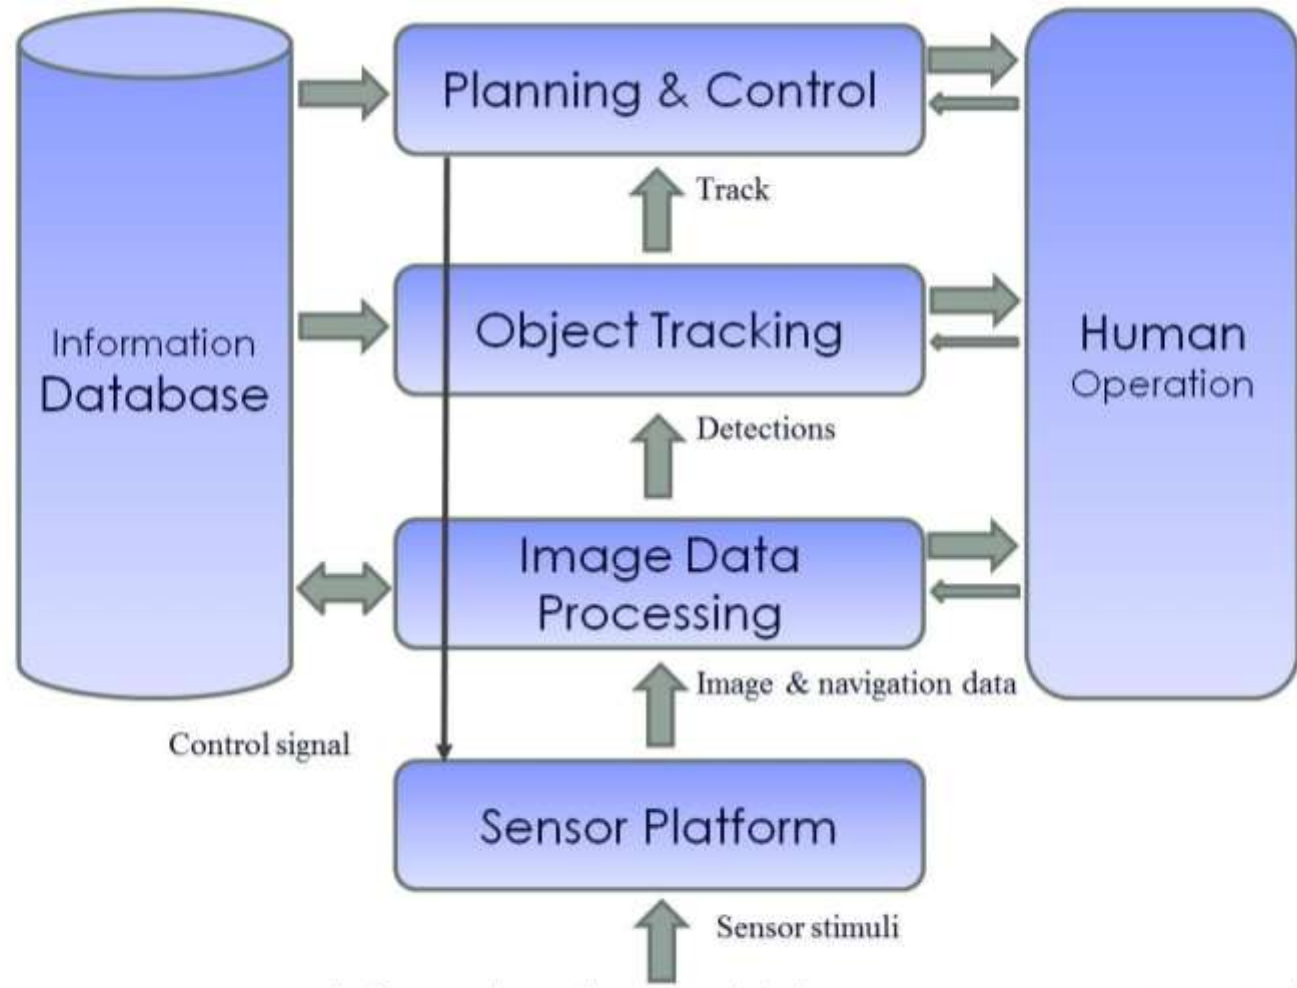 Planning & Control
Track
Information
Database
Object Tracking
Human
Operation
Detections
Image Data
Processing
Image & navigation data
Control signal
Sensor Platform
Sensor stimuli